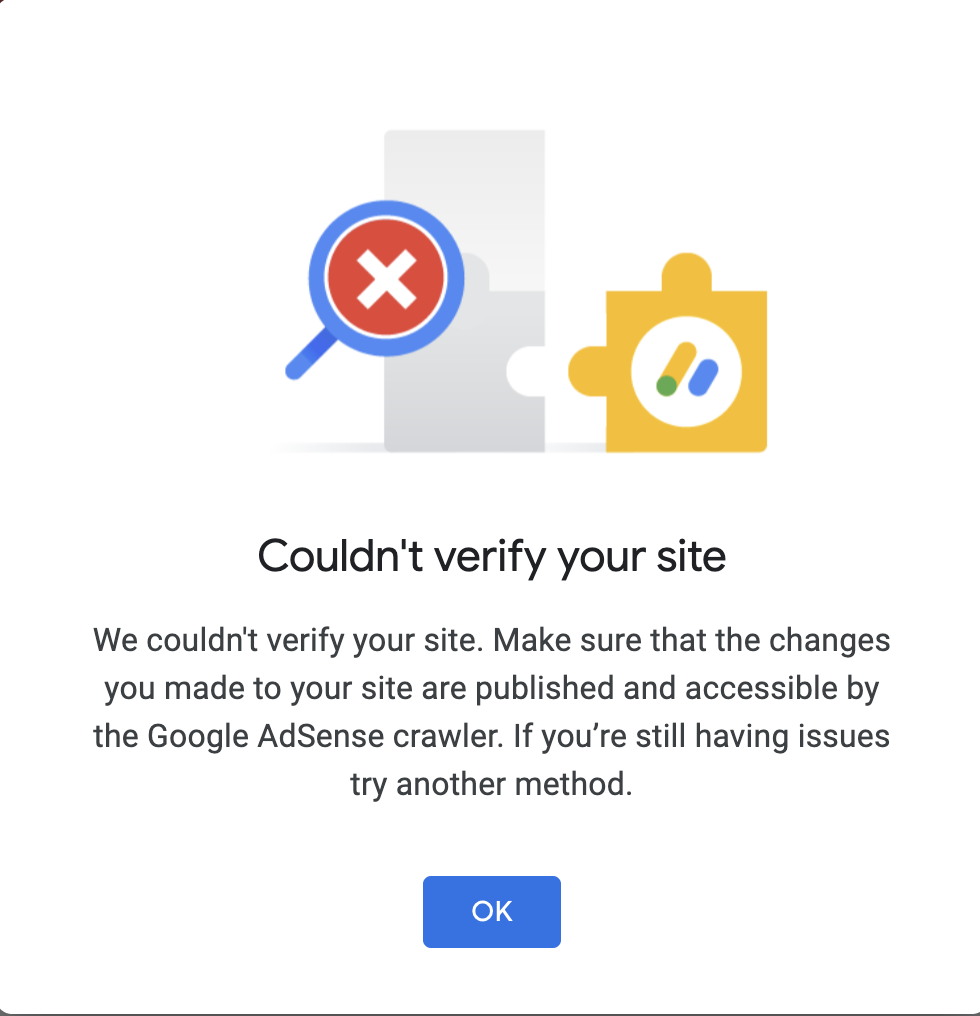 Couldn't verify your site
We couldn't verify your site. Make sure that the changes
you made to your site are published and accessible by
the Google AdSense crawler. If you’re still having issues
try another method.
OK